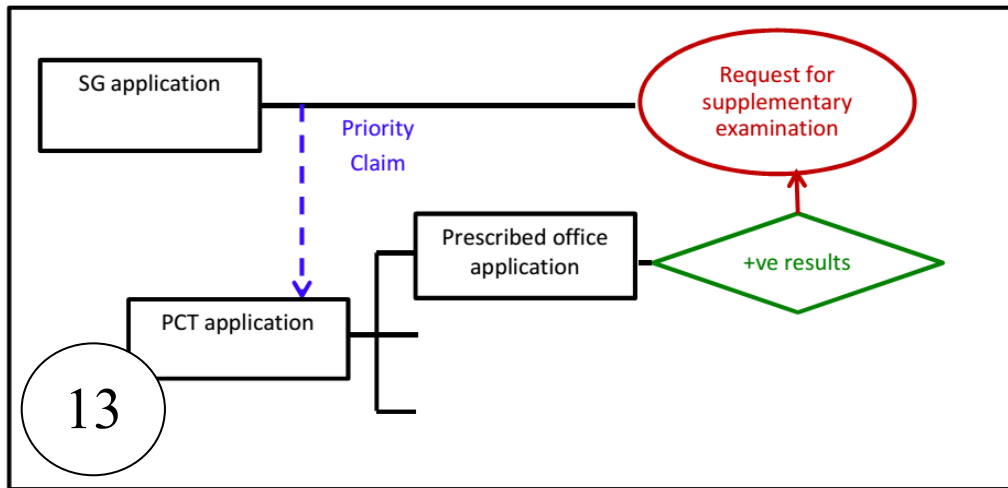 SG application
Request for
supplementary
examination
Priority
Claim
Prescribed office
application
+ve results
PCT application
13